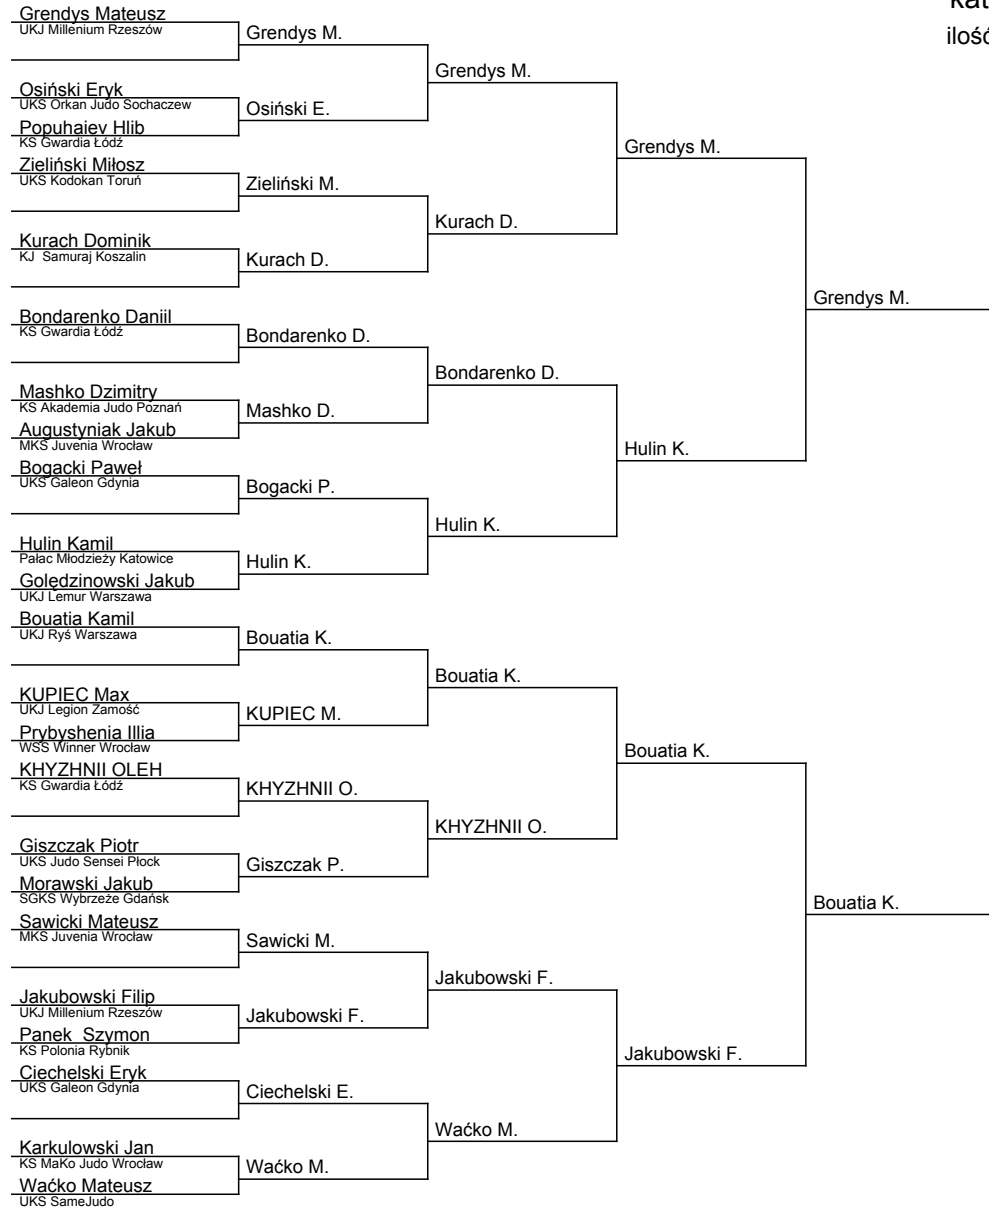 kat
ilość
Grendys Mateusz
UKJ Millenium Rzeszów
Osiński Eryk
UKS Orkan Judo Sochaczew
Popuhaiev Hlib
KS Gwardia Łódź
Zieliński Miłosz
UKS Kodokan Toruń
Kurach Dominik
KJ  Samuraj Koszalin
Bondarenko Daniil
KS Gwardia Łódź
Mashko Dzimitry
KS Akademia Judo Poznań
Augustyniak Jakub
MKS Juvenia Wrocław
Bogacki Paweł
UKS Galeon Gdynia
Hulin Kamil
Pałac Młodzieży Katowice
Golędzinowski Jakub
UKJ Lemur Warszawa
Bouatia Kamil
UKJ Ryś Warszawa
KUPIEC Max
UKJ Legion Zamość
Prybyshenia Illia
WSS Winner Wrocław
KHYZHNII OLEH
KS Gwardia Łódź
Giszczak Piotr
UKS Judo Sensei Płock
Morawski Jakub
SGKS Wybrzeże Gdańsk
Sawicki Mateusz
MKS Juvenia Wrocław
Jakubowski Filip
UKJ Millenium Rzeszów
Panek  Szymon
KS Polonia Rybnik
Ciechelski Eryk
UKS Galeon Gdynia
Karkulowski Jan
KS MaKo Judo Wrocław
Waćko Mateusz
UKS SameJudo
Grendys M.
Osiński E.
Zieliński M.
Kurach D.
Bondarenko D.
Mashko D.
Bogacki P.
Hulin K.
Bouatia K.
KUPIEC M.
KHYZHNII O.
Giszczak P.
Sawicki M.
Jakubowski F.
Ciechelski E.
Waćko M.
Grendys M.
Kurach D.
Bondarenko D.
Hulin K.
Bouatia K.
KHYZHNII O.
Jakubowski F.
Waćko M.
Grendys M.
Hulin K.
Bouatia K.
Jakubowski F.
Grendys M.
Bouatia K.